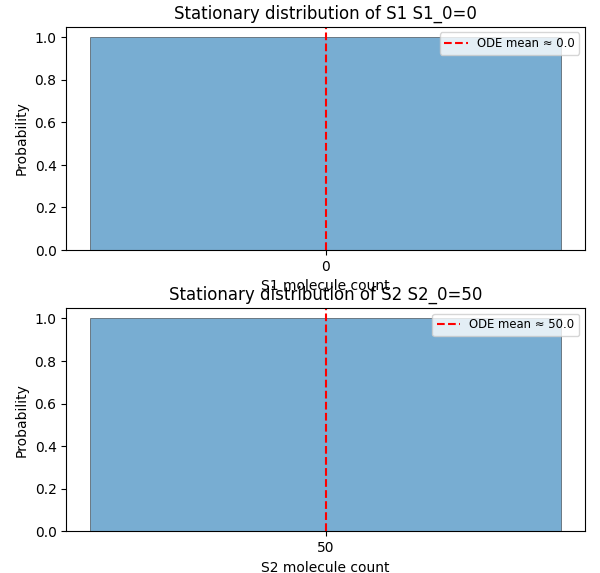 Stationary distribution of S1 S1_0=0
ODE mean ≈ 0.0
Probability
1.0
0.8
0.6
0.4
0.2
0.0
0
S1 molecule count
Stationary distribution of S2 S2_0=50
ODE mean ≈ 50.0
Probability
1.0
0.8
0.6
0.4
0.2
0.0
50
S2 molecule count